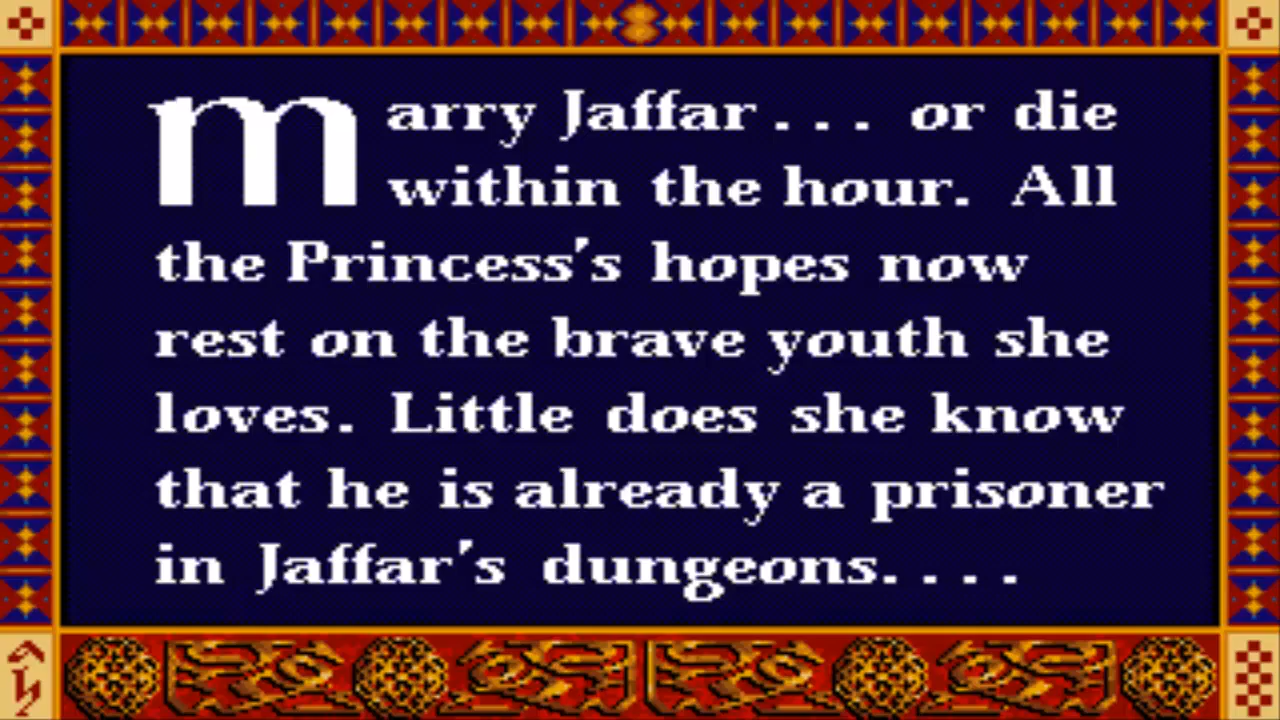 marry Jaffar... or die
within the hour. All
the Princess's hopes now
rest on the brave youth she
loves. Little does she know
that he is already a prisoner
in Jaffar's dungeons....